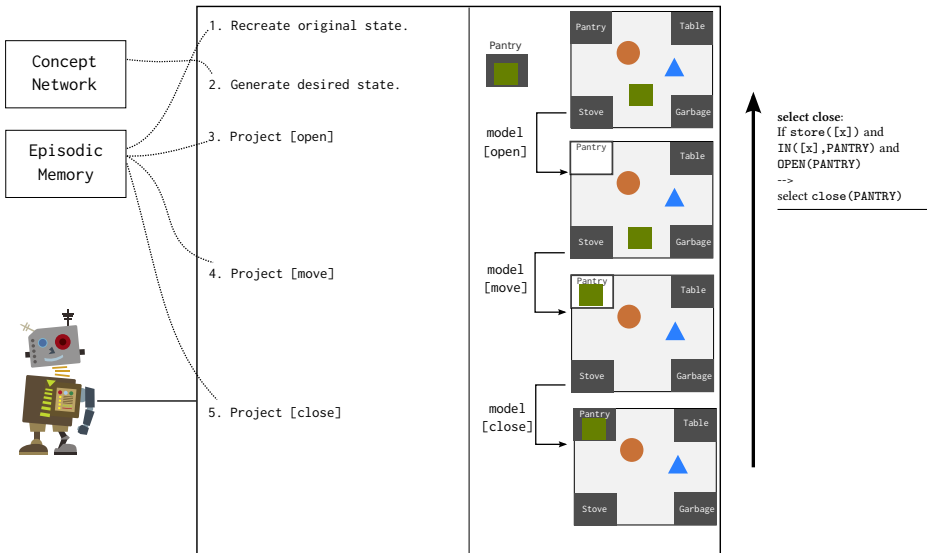 Concept
Network
Episodic
Memory
1. Recreate original state.
2. Generate desired state.
3. Project [open]
4. Project [move]
5. Project [close]
Pantry
model
[open]
model
[move]
model
[close]
Pantry
Table
Stove
Garbage
Pantry
Table
Stove
Garbage
Pantry
Table
Stove
Garbage
Pantry
Table
Stove
Garbage
select close:
If store([x]) and
IN([x],PANTRY) and
OPEN(PANTRY)
-->
select close(PANTRY)